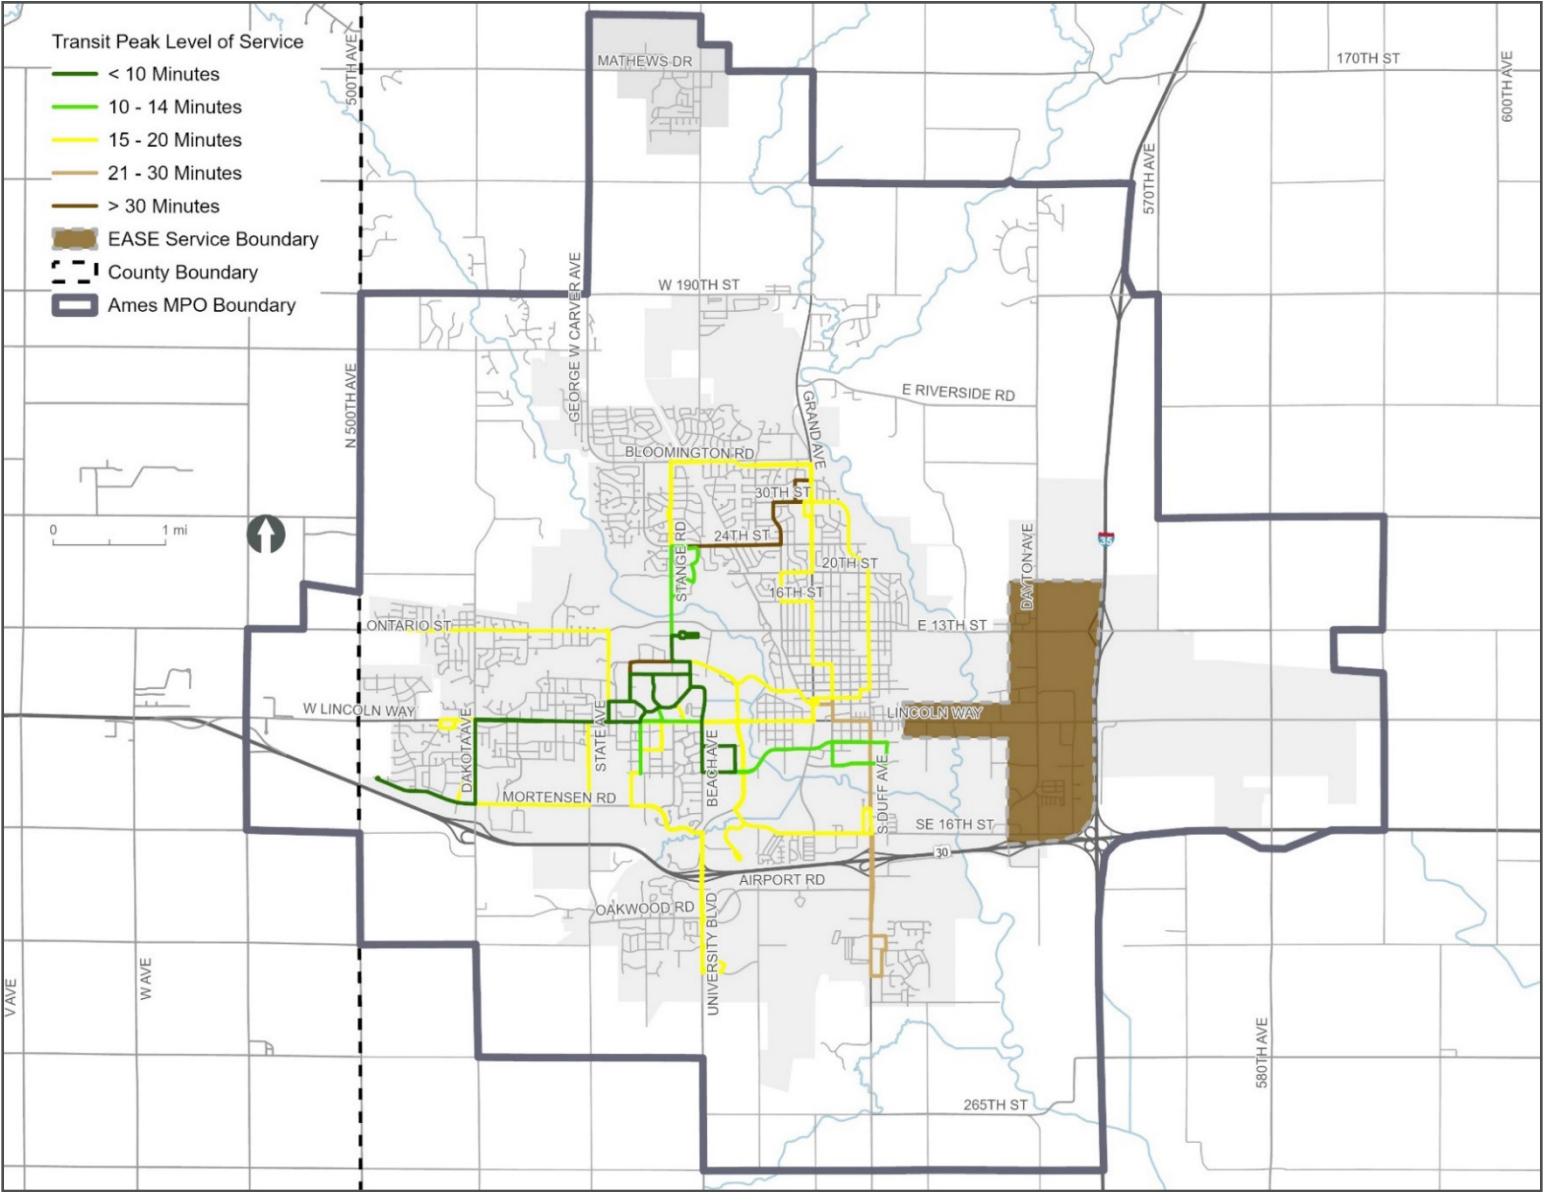 Transit Peak Level of Service
< 10 Minutes
10 - 14 Minutes
15 - 20 Minutes
21 - 30 Minutes
> 30 Minutes
EASE Service Boundary
County Boundary
Ames MPO Boundary
500TH AVE
MATHEWS DR
170TH ST
600TH AVE
570TH AVE
GEORGE W CARVER AVE
W 190TH ST
N 500TH AVE
E RIVERSIDE RD
GRAND AVE
BLOOMINGTON RD
30TH ST
0 1 mi
24TH ST
STANGE RD
20TH ST
DAYTON AVE
35
16TH ST
ONTARIO ST
E 13TH ST
W LINCOLN WAY
LINCOLN WAY
DAKOTA AVE
STATE AVE
BEACH AVE
S DUFF AVE
MORTENSEN RD
SE 16TH ST
30
AIRPORT RD
OAKWOOD RD
UNIVERSITY BLVD
V AVE
W AVE
580TH AVE
265TH ST